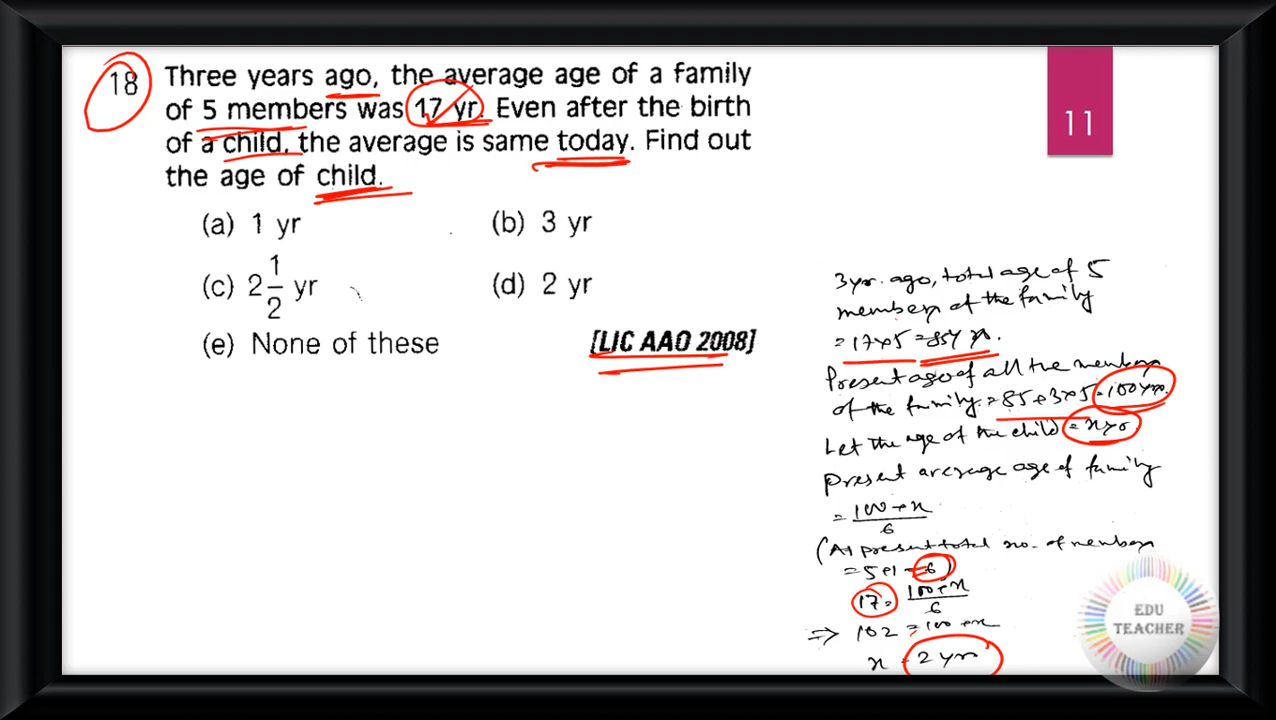 18 Three years ago, the average age of a family
of 5 members was 17 yr. Even after the birth
of a child, the average is same today. Find out
the age of child.
(a) 1 yr (b) 3 yr
(c) 2 1/2 yr (d) 2 yr
(e) None of these [LIC AAO 2008]
11
3yr. ago, total age of 5
members of the family
= 17×5 = 85 yr.
Present age of all the members
of the family = 85+3×5 = 100 yr.
Let the age of the child = x yr.
Present average age of family
= 100+x/6
(At present total no. of members
= 5+1 = 6)
17 = 100+x/6
⇒ 102 = 100+x
x = 2 yr
EDU
TEACHER